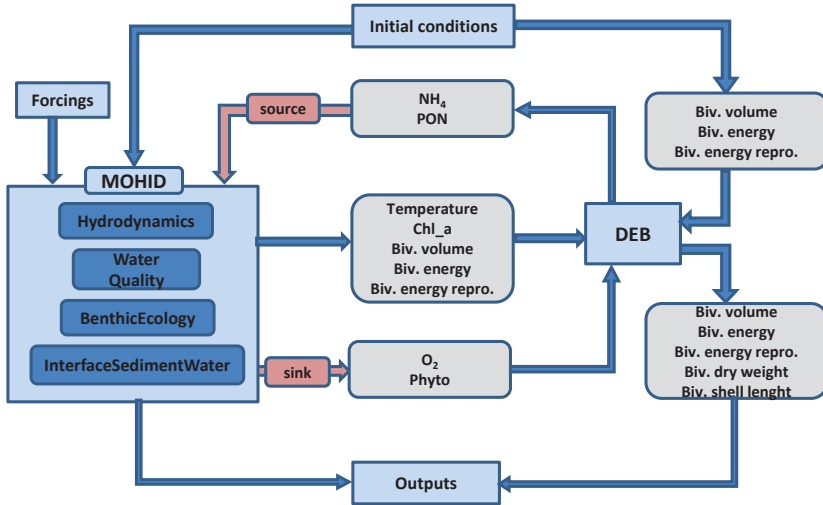 Initial conditions
Forcings
source
NH₄
PON
Biv. volume
Biv. energy
Biv. energy repro.
MOHID
Hydrodynamics
Water
Quality
BenthicEcology
InterfaceSedimentWater
Temperature
Chl_a
Biv. volume
Biv. energy
Biv. energy repro.
DEB
sink
O₂
Phyto
Biv. volume
Biv. energy
Biv. energy repro.
Biv. dry weight
Biv. shell lenght
Outputs